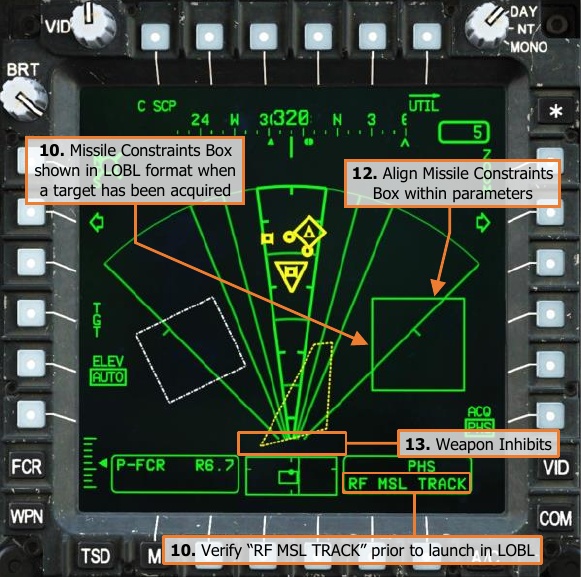 VID
DAY
NT
MONO
BRT
C SCP
UTIL
24 W 30 320 N 3
5
*
10. Missile Constraints Box
shown in LOBL format when
a target has been acquired
12. Align Missile Constraints
Box within parameters
A
TGT
ELEV
AUTO
ACQ
PHS
13. Weapon Inhibits
FCR
P-FCR R6.7
PHS
VID
RF MSL TRACK
WPN
COM
TSD
M
10. Verify “RF MSL TRACK” prior to launch in LOBL